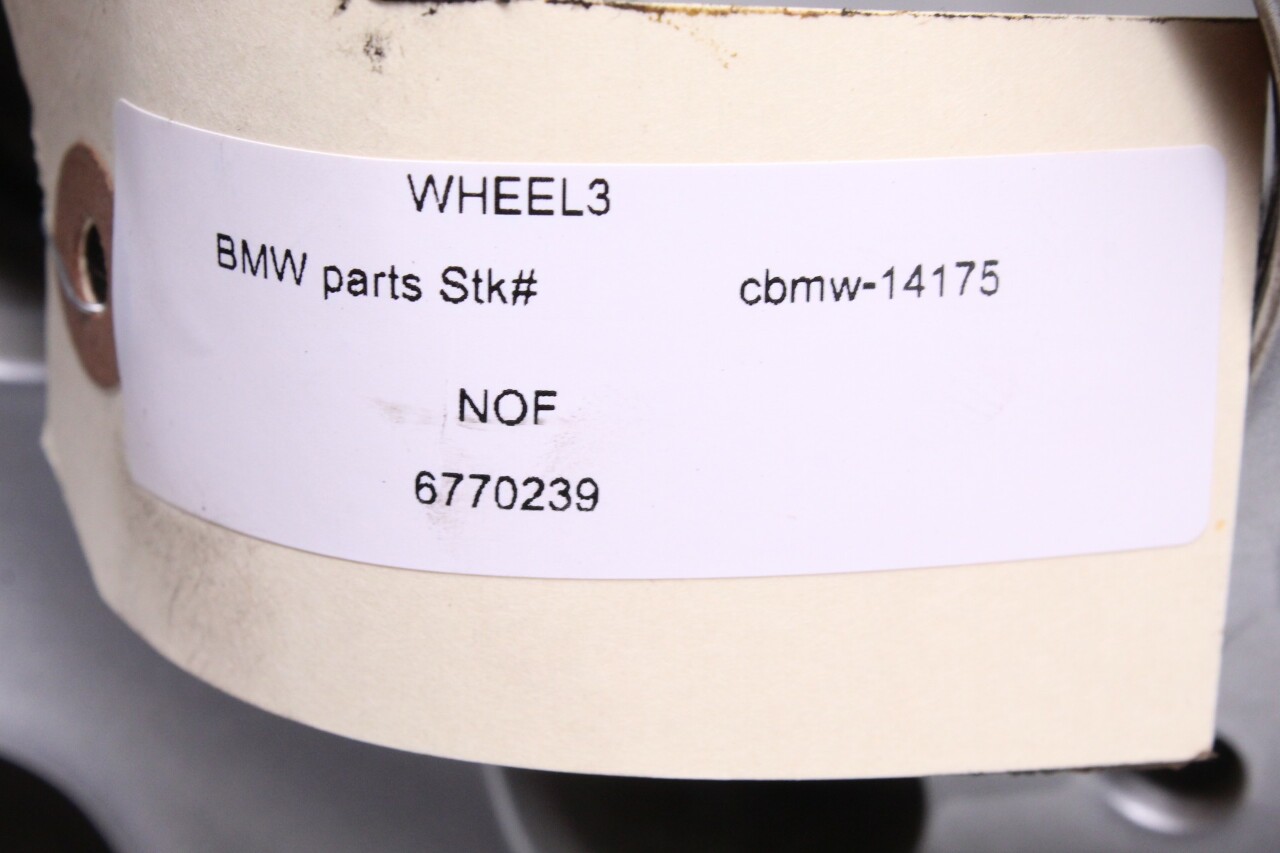 WHEEL3
BMW parts Stk# cbmw-14175
NOF
6770239